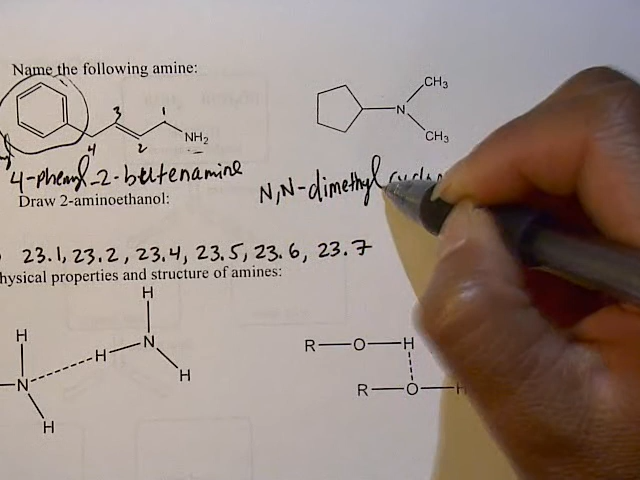 Name the following amine:
CH3
N
CH3
3
1
NH2
4
2
4-phenyl-2-butenamine
N,N-dimethyl
Draw 2-aminoethanol:
23.1, 23.2, 23.4, 23.5, 23.6, 23.7
hysical properties and structure of amines:
H
H
N
H
H
N
H
R O H
R O H